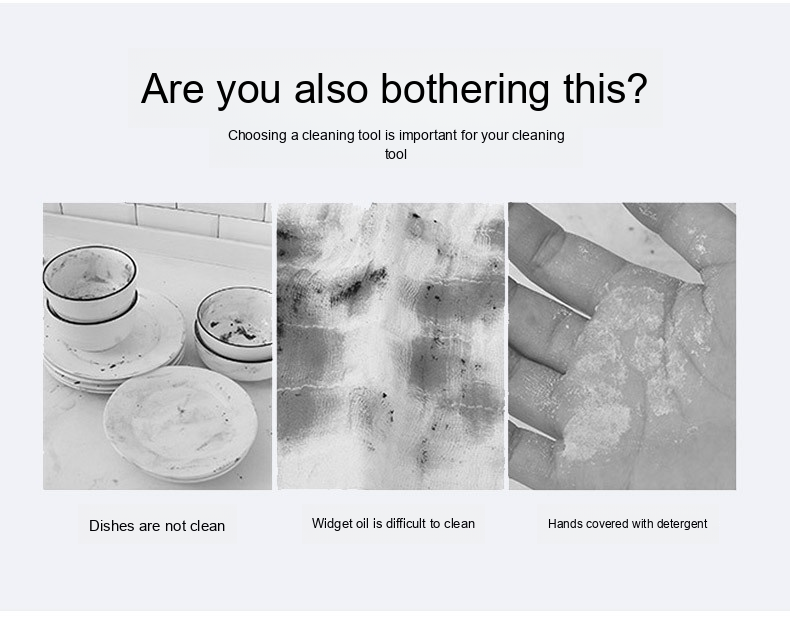 Are you also bothering this?
Choosing a cleaning tool is important for your cleaning
tool
Dishes are not clean
Widget oil is difficult to clean
Hands covered with detergent